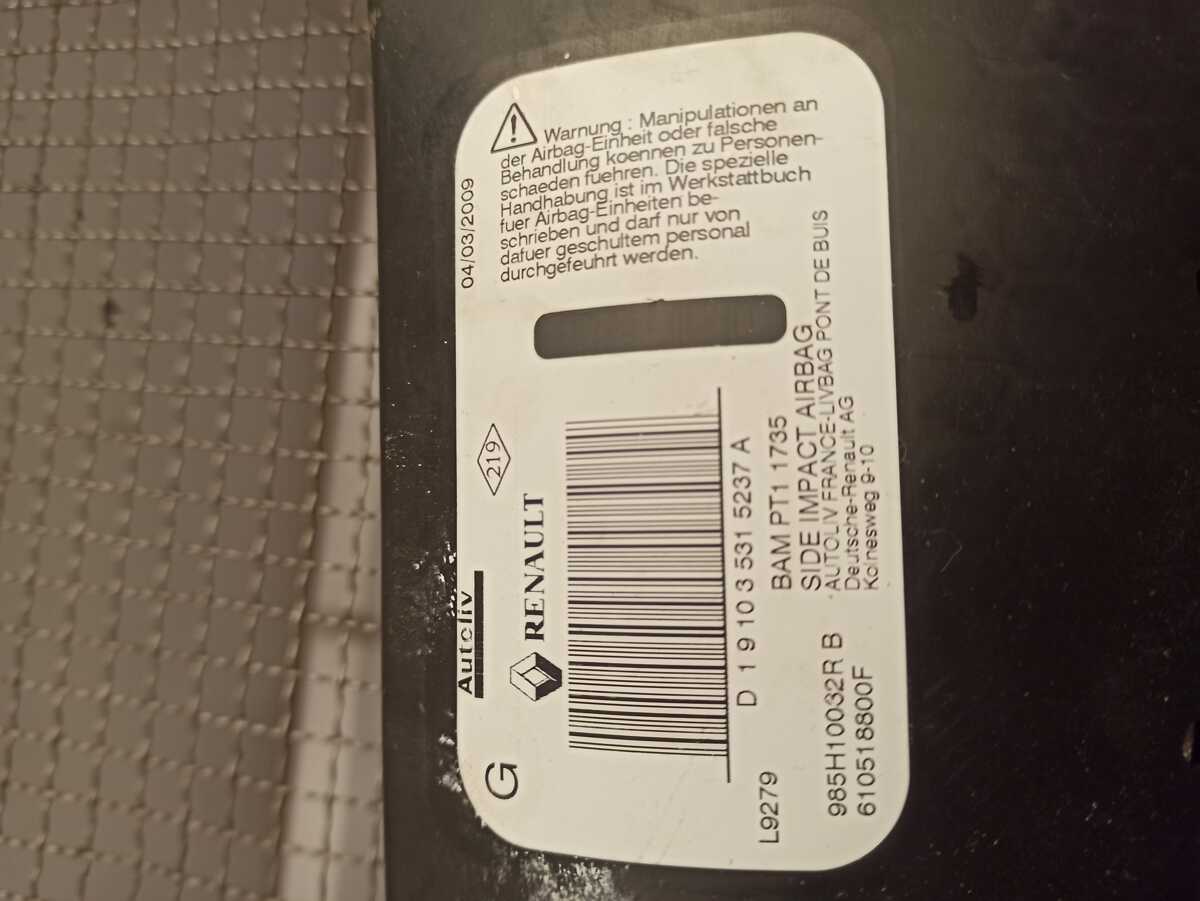 G
Autoliv
04/03/2009
219
RENAULT
Warnung : Manipulationen an
der Airbag-Einheit oder falsche
Behandlung koennen zu Personen-
schaeden fuehren. Die spezielle
Handhabung ist im Werkstattbuch
fuer Airbag-Einheiten be-
schrieben und darf nur von
dafuer geschultem personal
durchgefeuhrt werden.
D 1 9 10 3 531 5237 A
L9279
BAM PT1 1735
SIDE IMPACT AIRBAG
AUTOLIV FRANCE-LIVBAG PONT DE BUIS
Deutsche-Renault AG
Kolnesweg 9-10
985H10032R B
610518800F